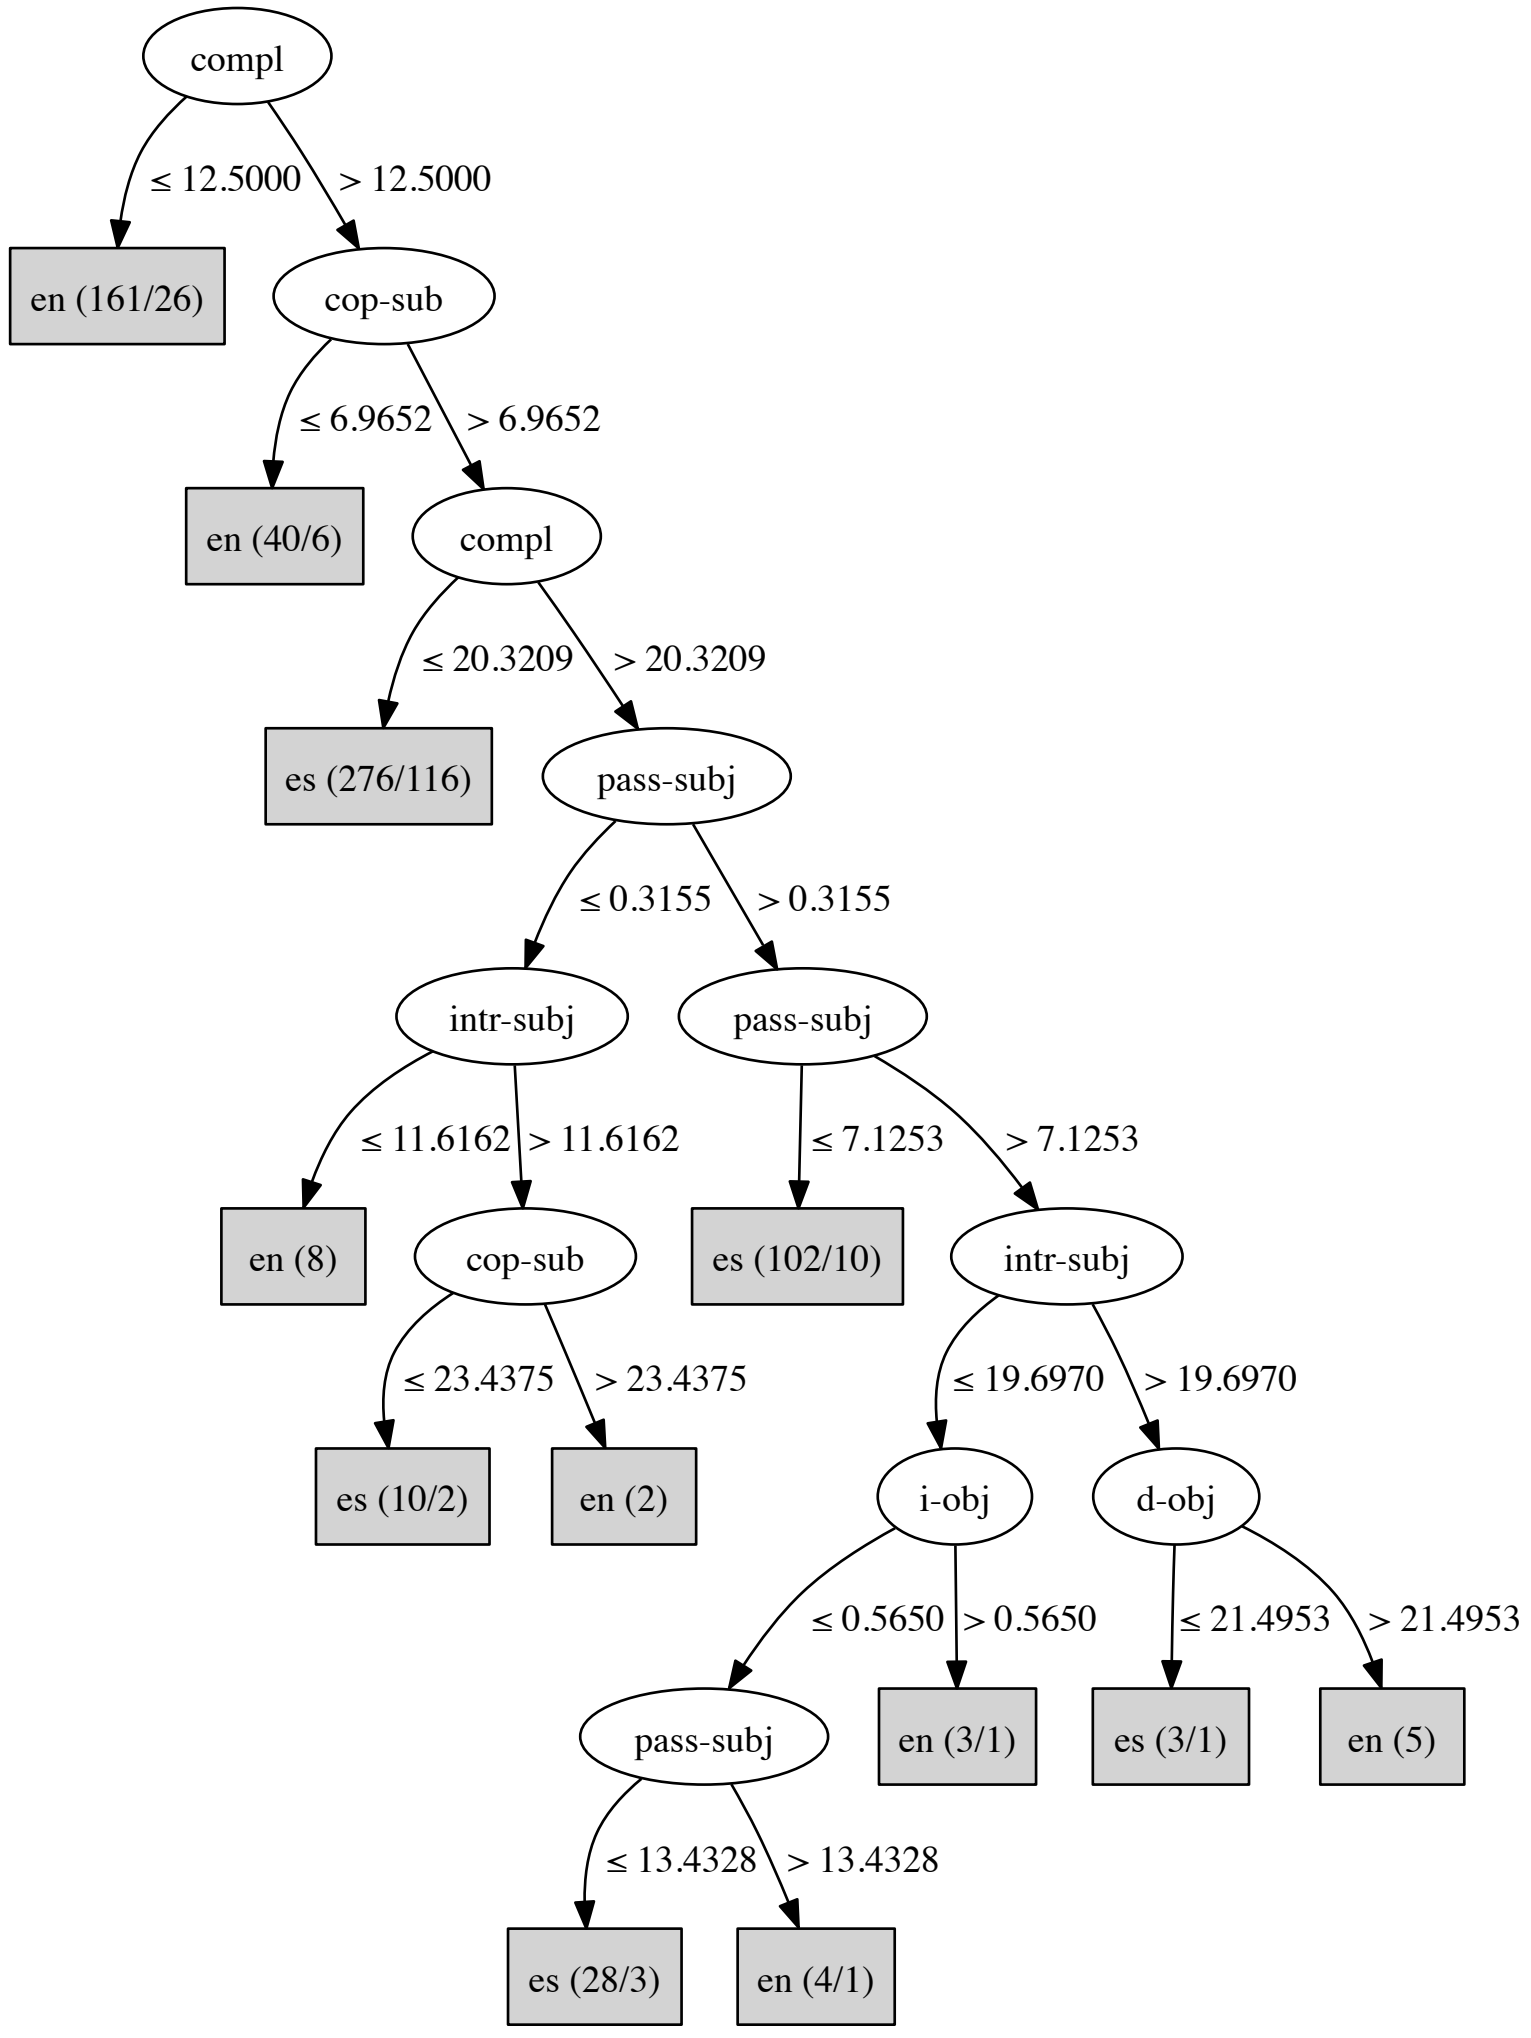 compl
≤ 12.5000
> 12.5000
en (161/26)
cop-sub
≤ 6.9652
> 6.9652
en (40/6)
compl
≤ 20.3209
> 20.3209
es (276/116)
pass-subj
≤ 0.3155
> 0.3155
intr-subj
pass-subj
≤ 11.6162
> 11.6162
≤ 7.1253
> 7.1253
en (8)
cop-sub
es (102/10)
intr-subj
≤ 23.4375
> 23.4375
≤ 19.6970
> 19.6970
es (10/2)
en (2)
i-obj
d-obj
≤ 0.5650
> 0.5650
≤ 21.4953
> 21.4953
pass-subj
en (3/1)
es (3/1)
en (5)
≤ 13.4328
> 13.4328
es (28/3)
en (4/1)